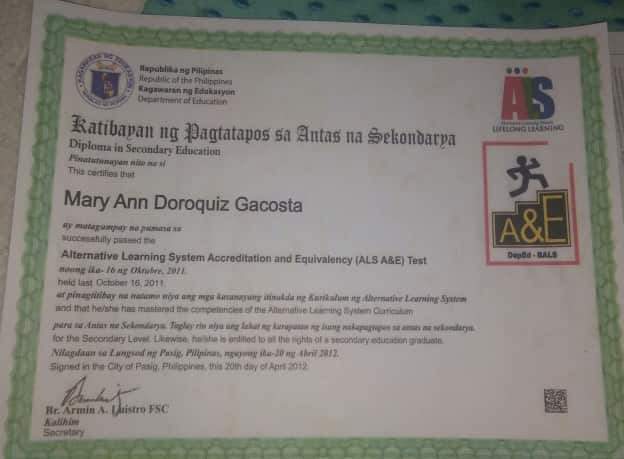 Republika ng Pilipinas
Republic of the Philippines
Kagawaran ng Edukasyon
Department of Education
ALS
LIFELONG LEARNING
Katibayan ng Pagtatapos sa Antas na Sekondarya
Diploma in Secondary Education
Pinatutunayan nito na si
This certifies that
Mary Ann Doroquiz Gacosta
ay matagumpay na pumasa sa
successfully passed the
Alternative Learning System Accreditation and Equivalency (ALS A&E) Test
noong ika- 16 ng Oktubre, 2011.
held last October 16, 2011.
A&E
DepEd - BALS
at pinagtitibay na natamo niya ang mga kasanayang itinakda ng Kurikulum ng Alternative Learning System
and that he/she has mastered the competencies of the Alternative Learning System Curriculum
para sa Antas na Sekondarya. Taglay rin niya ang lahat ng karapatan ng isang nakapagtapos sa antas na sekondarya.
for the Secondary Level. Likewise, he/she is entitled to all the rights of a secondary education graduate.
Nilagdaan sa Lungsod ng Pasig, Pilipinas, ngayong ika-20 ng Abril 2012.
Signed in the City of Pasig, Philippines, this 20th day of April 2012.
Br. Armin A. Luistro FSC
Kalihim
Secretary